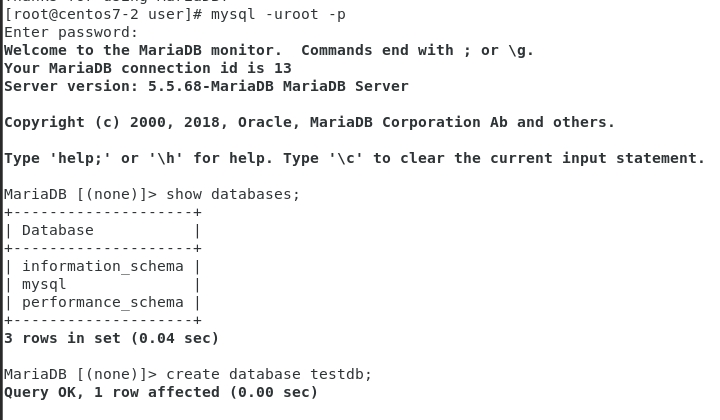 [root@centos7-2 user]# mysql -uroot -p
Enter password:
Welcome to the MariaDB monitor.  Commands end with ; or \g.
Your MariaDB connection id is 13
Server version: 5.5.68-MariaDB MariaDB Server

Copyright (c) 2000, 2018, Oracle, MariaDB Corporation Ab and others.

Type 'help;' or '\h' for help. Type '\c' to clear the current input statement.

MariaDB [(none)]> show databases;
+--------------------+
| Database           |
+--------------------+
| information_schema |
| mysql              |
| performance_schema |
+--------------------+
3 rows in set (0.04 sec)

MariaDB [(none)]> create database testdb;
Query OK, 1 row affected (0.00 sec)